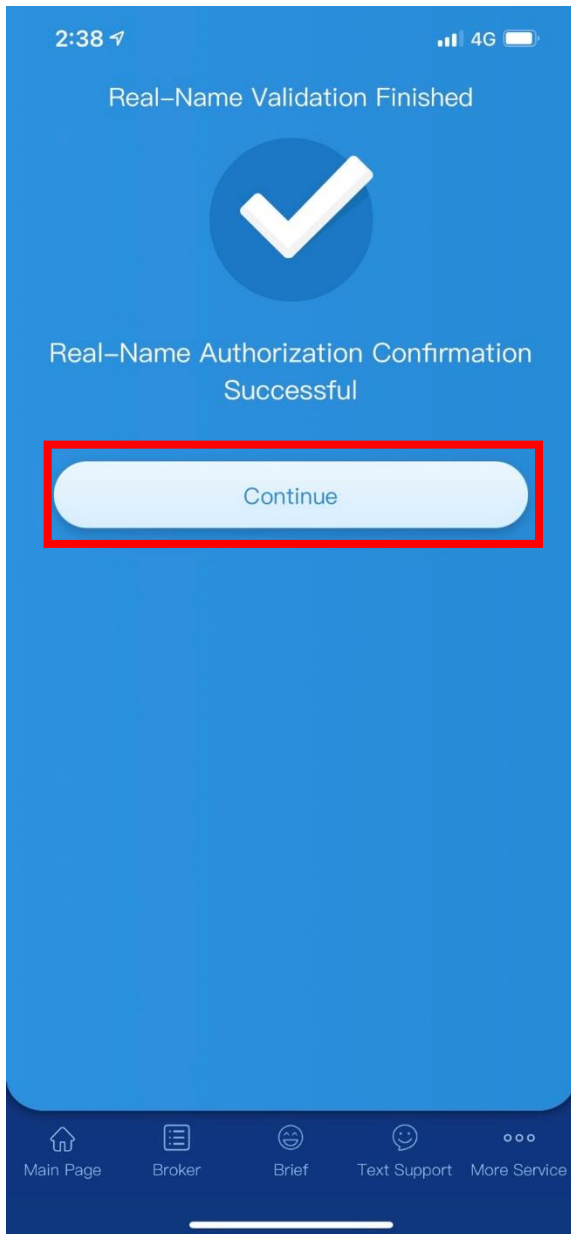 2:38 4G
Real-Name Validation Finished
Real-Name Authorization Confirmation
Successful
Continue
Main Page Broker Brief Text Support More Service